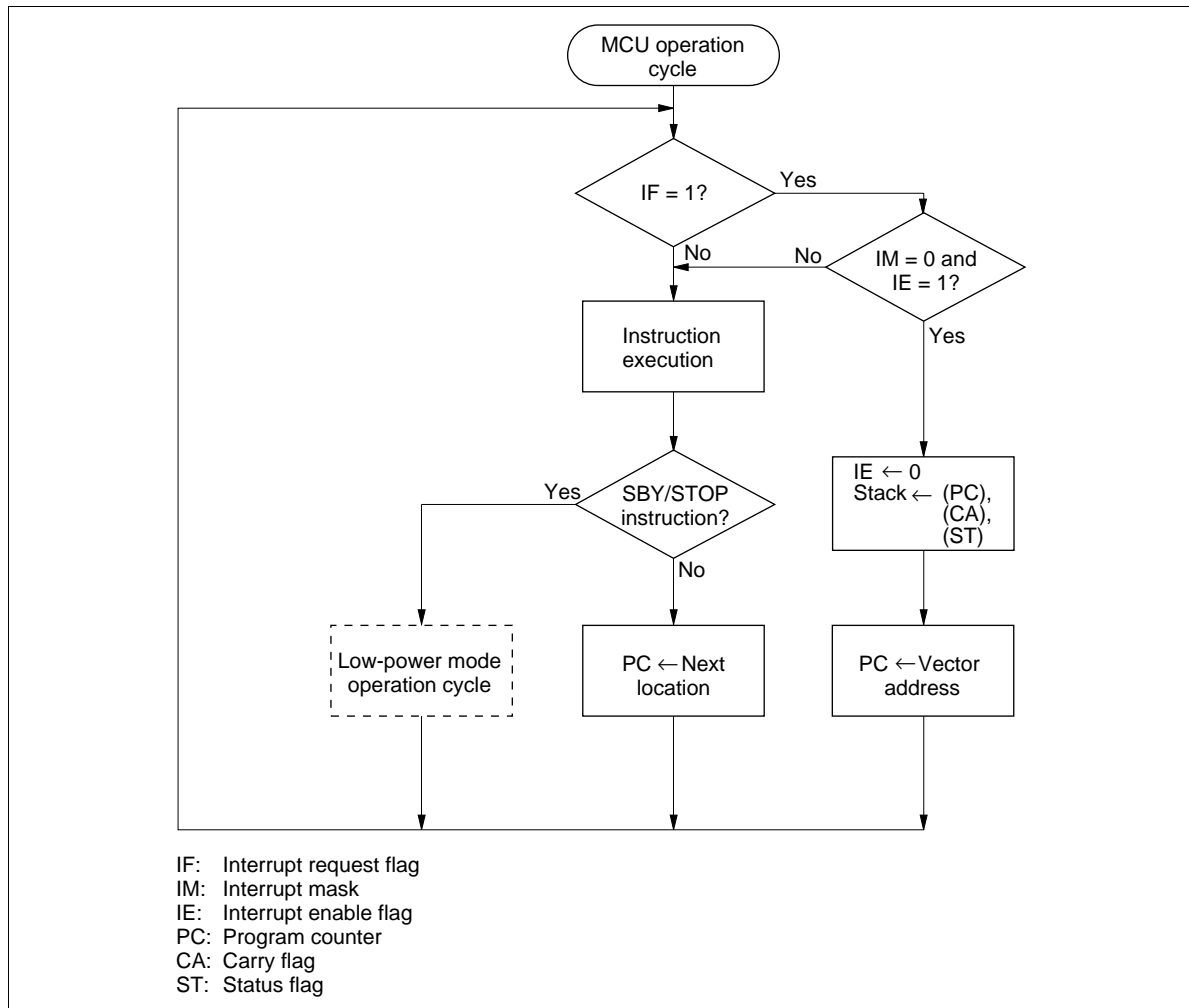 MCU operation
cycle
IF = 1?
Yes
No
No
IM = 0 and
IE = 1?
Yes
Instruction
execution
Yes
SBY/STOP
instruction?
No
IE ← 0
Stack ← (PC),
(CA),
(ST)
Low-power mode
operation cycle
PC ← Next
location
PC ← Vector
address
IF: Interrupt request flag
IM: Interrupt mask
IE: Interrupt enable flag
PC: Program counter
CA: Carry flag
ST: Status flag